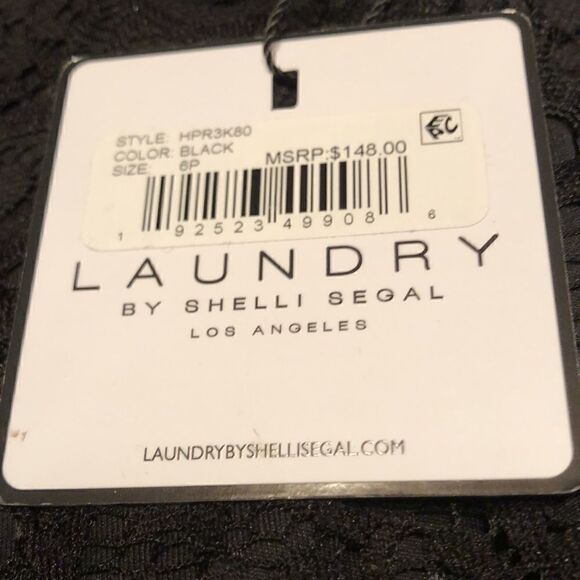 STYLE: HPR3K80
COLOR: BLACK
SIZE: 6P
MSRP:$148.00
1 92523 49908 6
LAUNDRY
BY SHELLI SEGAL
LOS ANGELES
LAUNDRYBYSHELLISEGAL.COM